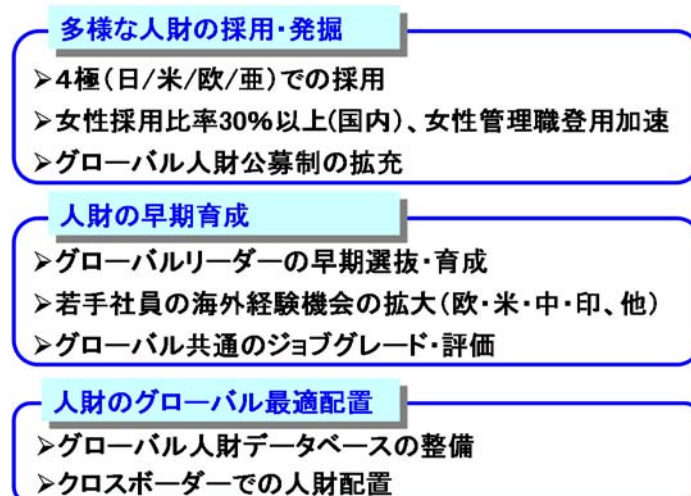 多様な人財の採用・発掘
➢4極(日/米/欧/亜)での採用
➢女性採用比率30%以上(国内)、女性管理職登用加速
➢グローバル人財公募制の拡充
人財の早期育成
➢グローバルリーダーの早期選抜・育成
➢若手社員の海外経験機会の拡大(欧・米・中・印、他)
➢グローバル共通のジョブグレード・評価
人財のグローバル最適配置
➢グローバル人財データベースの整備
➢クロスボーダーでの人財配置